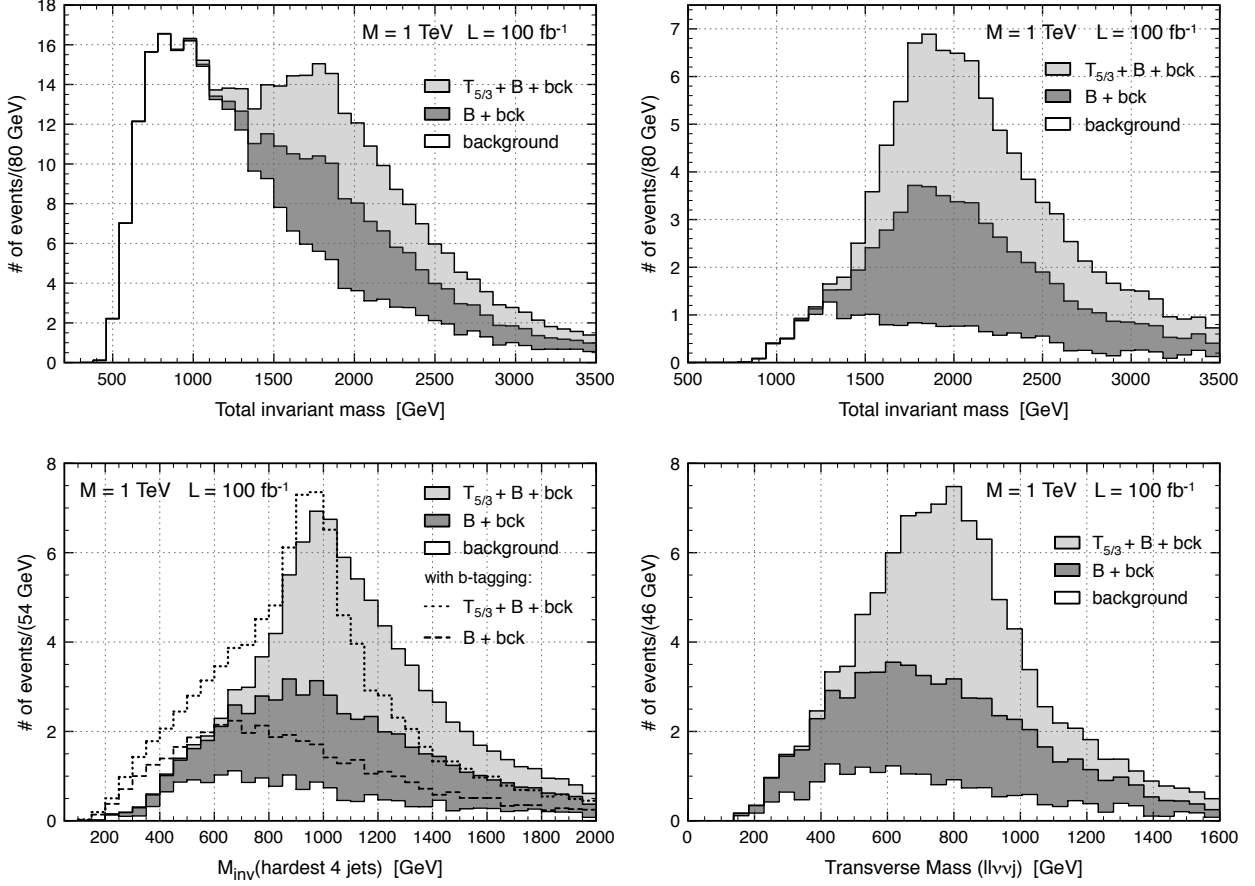 M = 1 TeV L = 100 fb⁻¹
T₅/₃ + B + bck
B + bck
background
# of events/(80 GeV)
18
16
14
12
10
8
6
4
2
0
500 1000 1500 2000 2500 3000 3500
Total invariant mass [GeV]
M = 1 TeV L = 100 fb⁻¹
T₅/₃ + B + bck
B + bck
background
# of events/(80 GeV)
7
6
5
4
3
2
1
0
500 1000 1500 2000 2500 3000 3500
Total invariant mass [GeV]
M = 1 TeV L = 100 fb⁻¹
T₅/₃ + B + bck
B + bck
background
with b-tagging:
T₅/₃ + B + bck
B + bck
# of events/(54 GeV)
8
6
4
2
0
200 400 600 800 1000 1200 1400 1600 1800 2000
M_inv(hardest 4 jets) [GeV]
M = 1 TeV L = 100 fb⁻¹
T₅/₃ + B + bck
B + bck
background
# of events/(46 GeV)
8
6
4
2
0
0 200 400 600 800 1000 1200 1400 1600
Transverse Mass (llννj) [GeV]